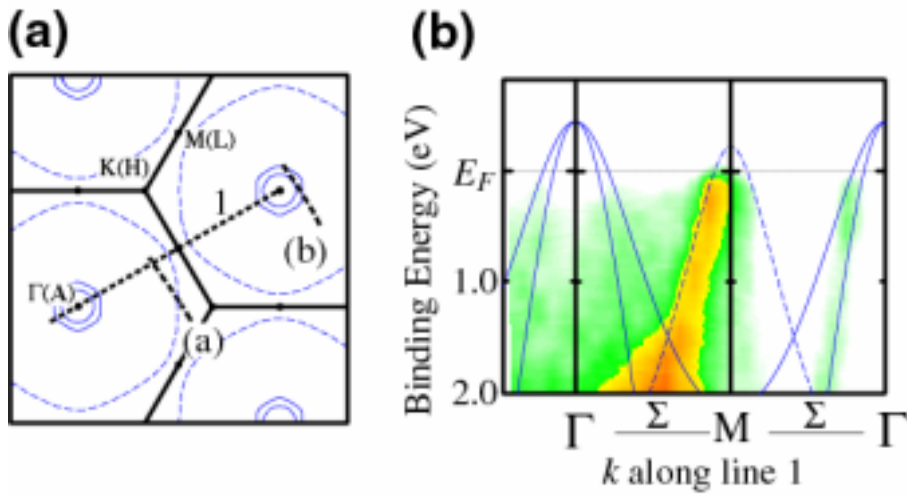 (a)
K(H)
M(L)
1
(b)
Γ(A)
(a)
(b)
Binding Energy (eV)
E_F
1.0
2.0
Γ Σ M Σ Γ
k along line 1